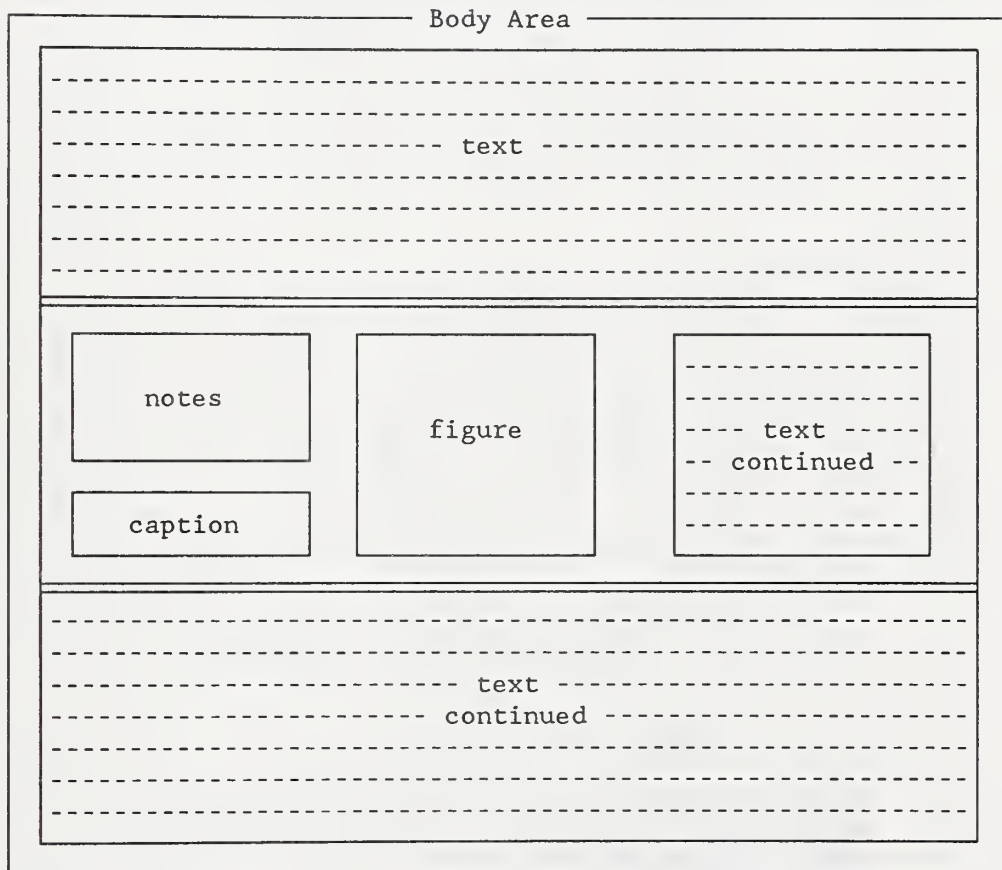 Body Area
text
notes
caption
figure
text
continued
text
continued